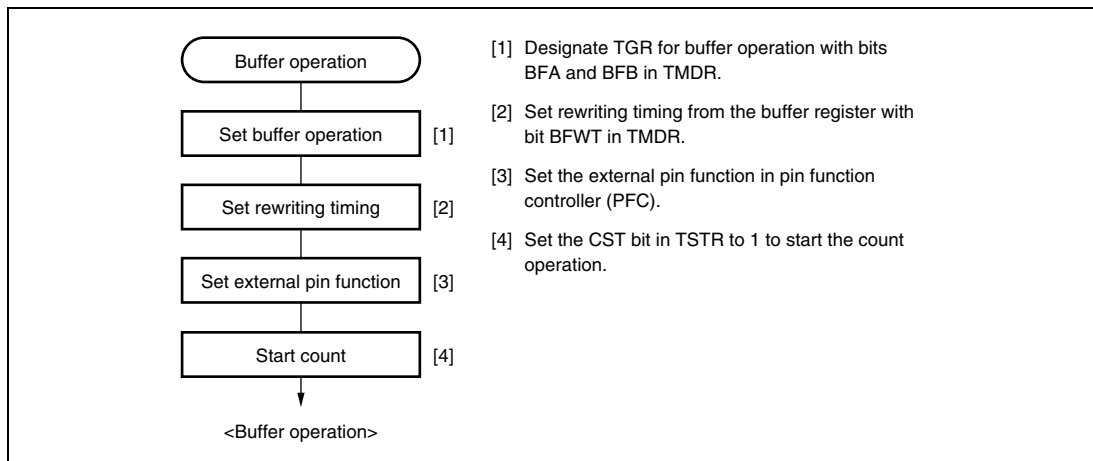 Buffer operation
Set buffer operation [1]
Set rewriting timing [2]
Set external pin function [3]
Start count [4]
<Buffer operation>
[1] Designate TGR for buffer operation with bits
BFA and BFB in TMDR.
[2] Set rewriting timing from the buffer register with
bit BFWT in TMDR.
[3] Set the external pin function in pin function
controller (PFC).
[4] Set the CST bit in TSTR to 1 to start the count
operation.